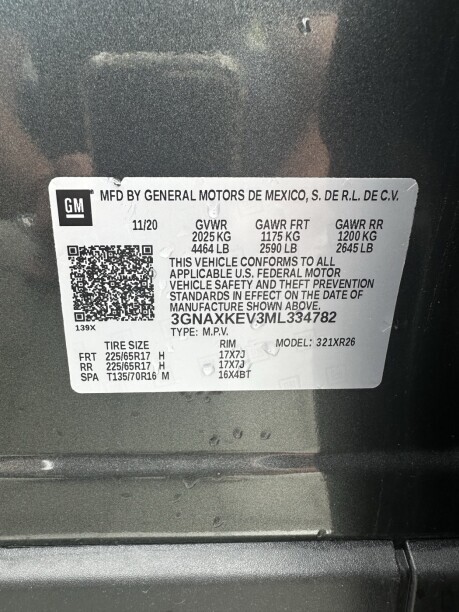 GM MFD BY GENERAL MOTORS DE MEXICO, S. DE R.L. DE C.V.
11/20 GVWR GAWR FRT GAWR RR
2025 KG 1175 KG 1200 KG
4464 LB 2590 LB 2645 LB
THIS VEHICLE CONFORMS TO ALL
APPLICABLE U.S. FEDERAL MOTOR
VEHICLE SAFETY AND THEFT PREVENTION
STANDARDS IN EFFECT ON THE DATE OF
MANUFACTURE SHOWN ABOVE.
139X 3GNAXKEV3ML334782
TYPE: M.P.V.
TIRE SIZE RIM MODEL: 321XR26
FRT 225/65R17 H 17X7J
RR 225/65R17 H 17X7J
SPA T135/70R16 M 16X4BT